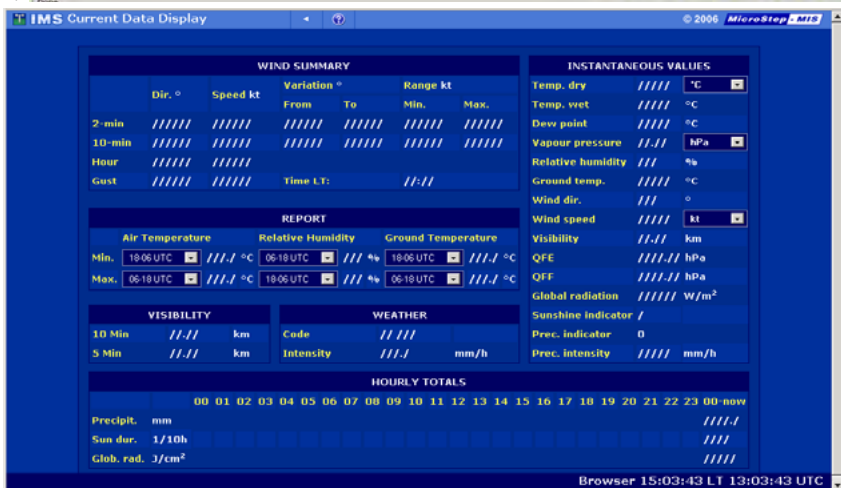 IMS Current Data Display
© 2006 MicroStep - MIS
WIND SUMMARY
Dir. ° Speed kt Variation ° Range kt
From To Min. Max.
2-min ////// ////// ////// ////// ////// //////
10-min ////// ////// ////// ////// ////// //////
Hour ////// //////
Gust ////// ////// Time LT: //://
REPORT
Air Temperature Relative Humidity Ground Temperature
Min. 18-06 UTC ///./ °C 06-18 UTC /// % 18-06 UTC ///./ °C
Max. 06-18 UTC ///./ °C 18-06 UTC /// % 06-18 UTC ///./ °C
VISIBILITY
10 Min //.// km
5 Min //.// km
WEATHER
Code // ///
Intensity ///./ mm/h
INSTANTANEOUS VALUES
Temp. dry ///// °C
Temp. wet ///// °C
Dew point ///// °C
Vapour pressure //.// hPa
Relative humidity /// %
Ground temp. ///// °C
Wind dir. /// °
Wind speed ///// kt
Visibility //.// km
QFE ////.// hPa
QFF ////.// hPa
Global radiation ////// W/m²
Sunshine indicator /
Prec. indicator 0
Prec. intensity ///// mm/h
HOURLY TOTALS
00 01 02 03 04 05 06 07 08 09 10 11 12 13 14 15 16 17 18 19 20 21 22 23 00-now
Precipit. mm ////./
Sun dur. 1/10h ////
Glob. rad. J/cm² /////
Browser 15:03:43 LT 13:03:43 UTC